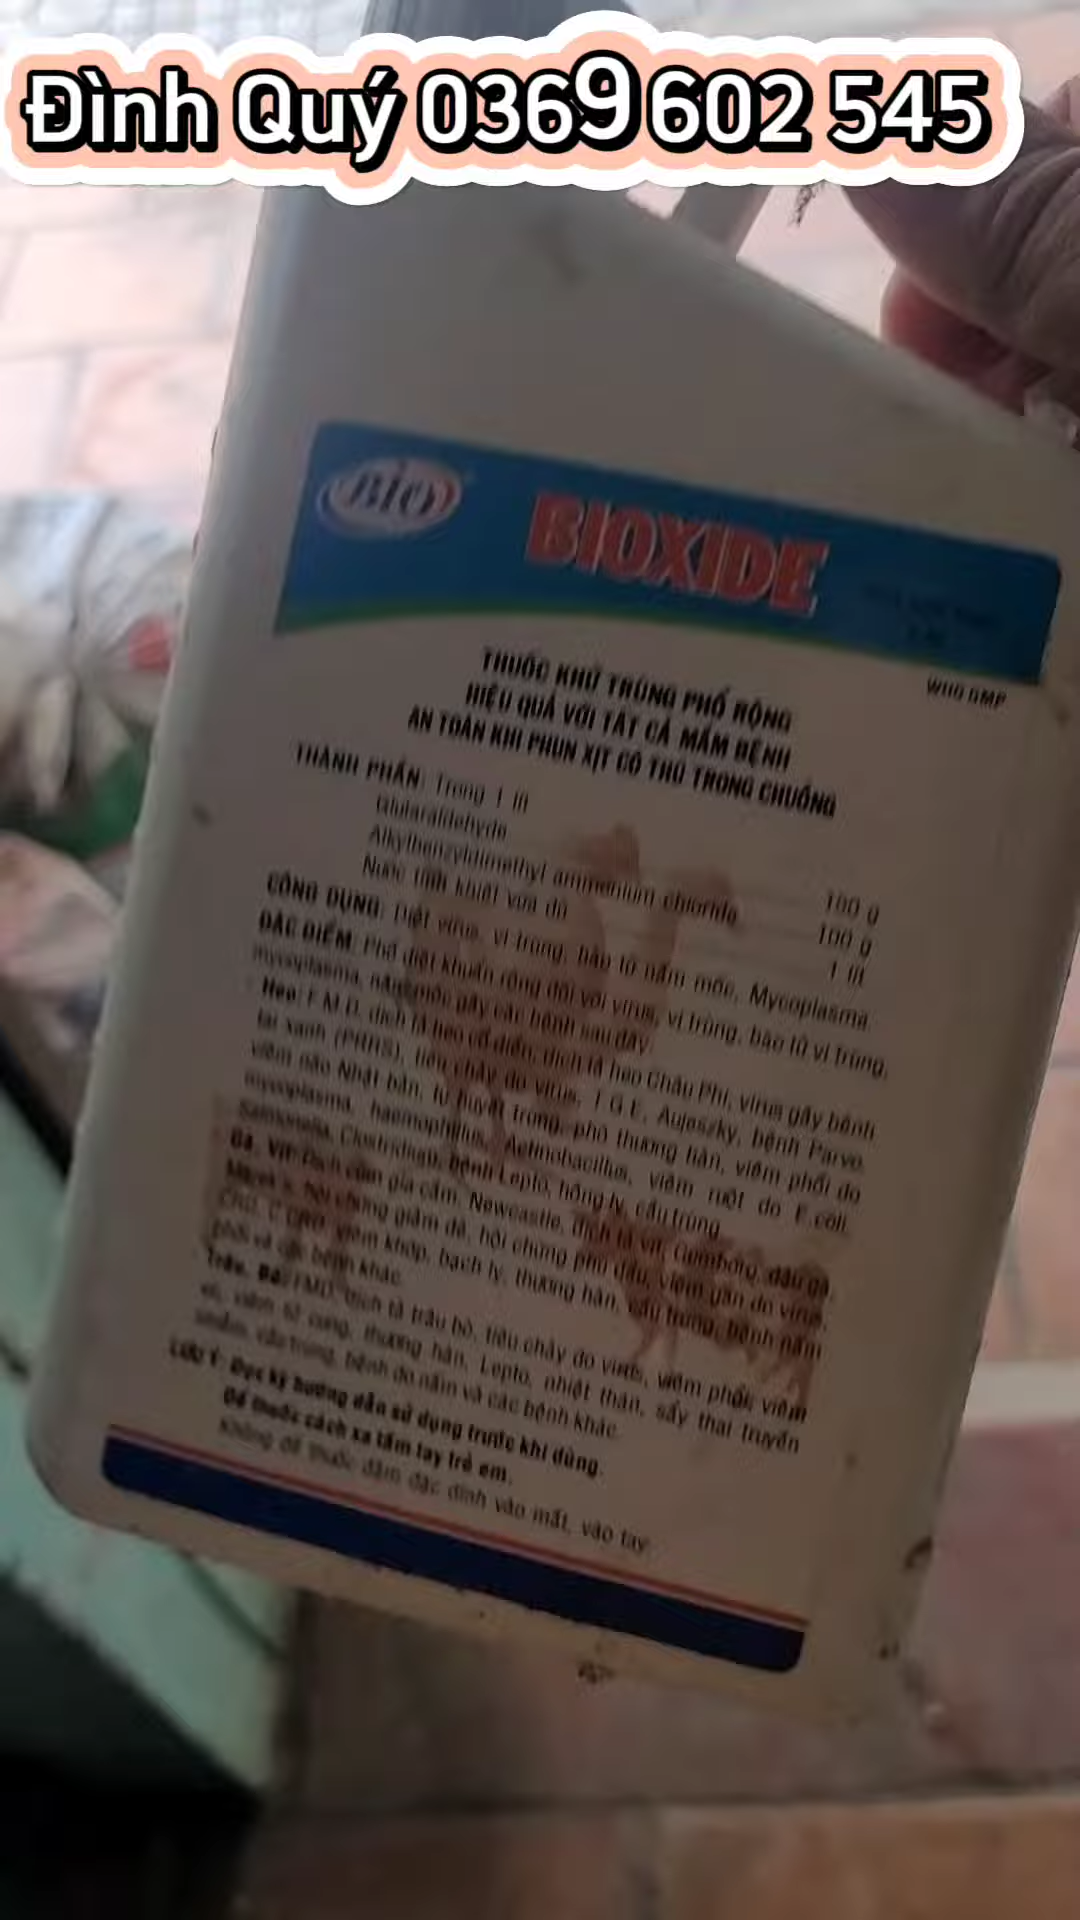 Đình Quý 0369 602 545
BIO
BIOXIDE
WHO GMP
THUỐC KHỬ TRÙNG PHỔ RỘNG
HIỆU QUẢ VỚI TẤT CẢ MẦM BỆNH
AN TOÀN KHI PHUN XỊT CÓ THÚ TRONG CHUỒNG
THÀNH PHẦN: Trong 1 lít
Glutaraldehyde 100 g
Alkylbenzyldimethyl ammonium chloride 100 g
Nước tinh khiết vừa đủ 1 lít
CÔNG DỤNG: Diệt virus, vi trùng, bào tử nấm mốc, Mycoplasma
ĐẶC ĐIỂM: Phổ diệt khuẩn rộng đối với virus, vi trùng, bào tử vi trùng,
mycoplasma, nấm mốc gây các bệnh sau đây
- Heo: F.M.D, dịch tả heo cổ điển, dịch tả heo Châu Phi, virus gây bệnh
tai xanh (PRRS), tiêu chảy do virus, T.G.E, Aujeszky, bệnh Parvo,
viêm não Nhật bản, tụ huyết trùng, phó thương hàn, viêm phổi do
mycoplasma, haemophilus, Actinobacillus, viêm ruột do E.coli,
Salmonella, Clostridium, bệnh Lepto, hồng lỵ, cầu trùng
- Gà, Vịt: Dịch cúm gia cầm, Newcastle, dịch tả vịt, Gumboro, đậu gà,
Marek's, hội chứng giảm đẻ, hội chứng phù đầu, viêm gan do virus,
CRD, C.CRD, viêm khớp, bạch lỵ, thương hàn, cầu trùng, bệnh nấm
phổi và các bệnh khác
- Trâu, Bò: FMD, dịch tả trâu bò, tiêu chảy do virus, viêm phổi, viêm
vú, viêm tử cung, thương hàn, Lepto, nhiệt thán, sẩy thai truyền
nhiễm, cầu trùng, bệnh do nấm và các bệnh khác.
LƯU Ý: Đọc kỹ hướng dẫn sử dụng trước khi dùng.
Để thuốc cách xa tầm tay trẻ em.
Không để thuốc đậm đặc dính vào mắt, vào tay